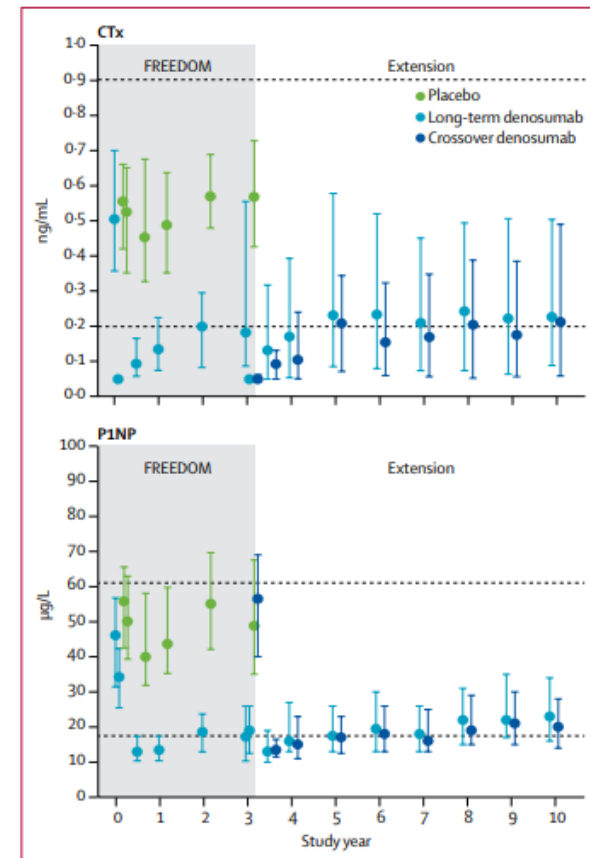 CTx
FREEDOM
Extension
Placebo
Long-term denosumab
Crossover denosumab
ng/mL
1·0
0·9
0·8
0·7
0·6
0·5
0·4
0·3
0·2
0·1
0·0
P1NP
FREEDOM
Extension
µg/L
100
90
80
70
60
50
40
30
20
10
0
0 1 2 3 4 5 6 7 8 9 10
Study year